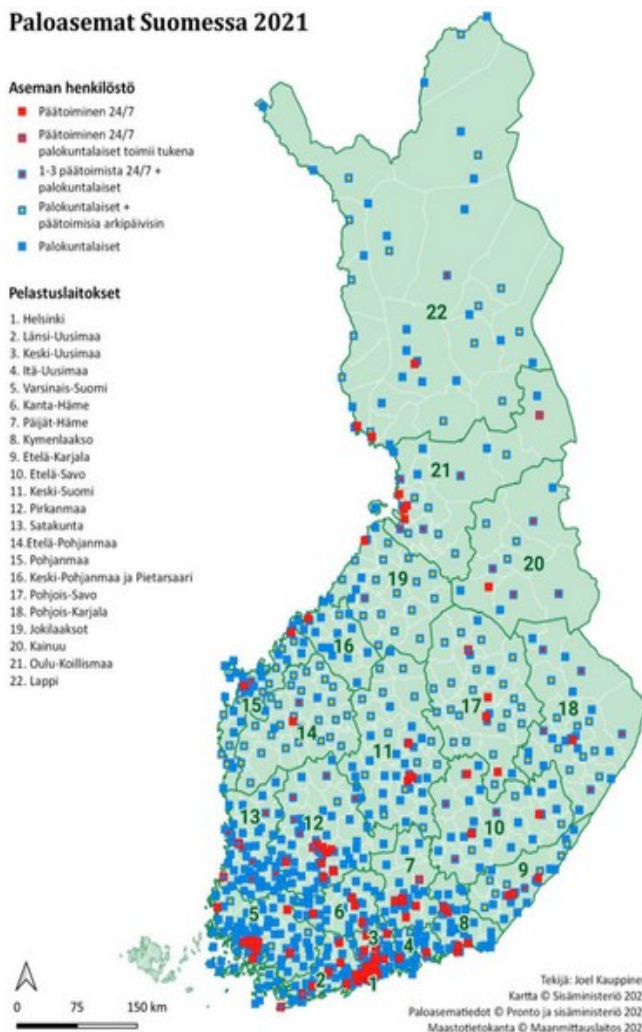 Paloasemat Suomessa 2021
Aseman henkilöstö
Päätoiminen 24/7
Päätoiminen 24/7
palokuntalaiset toimii tukena
1-3 päätoimista 24/7 +
palokuntalaiset
Palokuntalaiset +
päätoimisia arkipäivisin
Palokuntalaiset
Pelastuslaitokset
1. Helsinki
2. Länsi-Uusimaa
3. Keski-Uusimaa
4. Itä-Uusimaa
5. Varsinais-Suomi
6. Kanta-Häme
7. Päijät-Häme
8. Kymenlaakso
9. Etelä-Karjala
10. Etelä-Savo
11. Keski-Suomi
12. Pirkanmaa
13. Satakunta
14.Etelä-Pohjanmaa
15. Pohjanmaa
16. Keski-Pohjanmaa ja Pietarsaari
17. Pohjois-Savo
18. Pohjois-Karjala
19. Jokilaaksot
20. Kainuu
21. Oulu-Koillismaa
22. Lappi
22
21
20
19
16
15
14
17
18
11
13
12
10
7
9
5
6
3
4
8
2
1
0 75 150 km
Tekijä: Joel Kauppine
Kartta © Sisäministeriö 202
Paloasematiedot © Pronto ja sisäministeriö 202
Maastotietokanta © Maanmittauslaitos 202